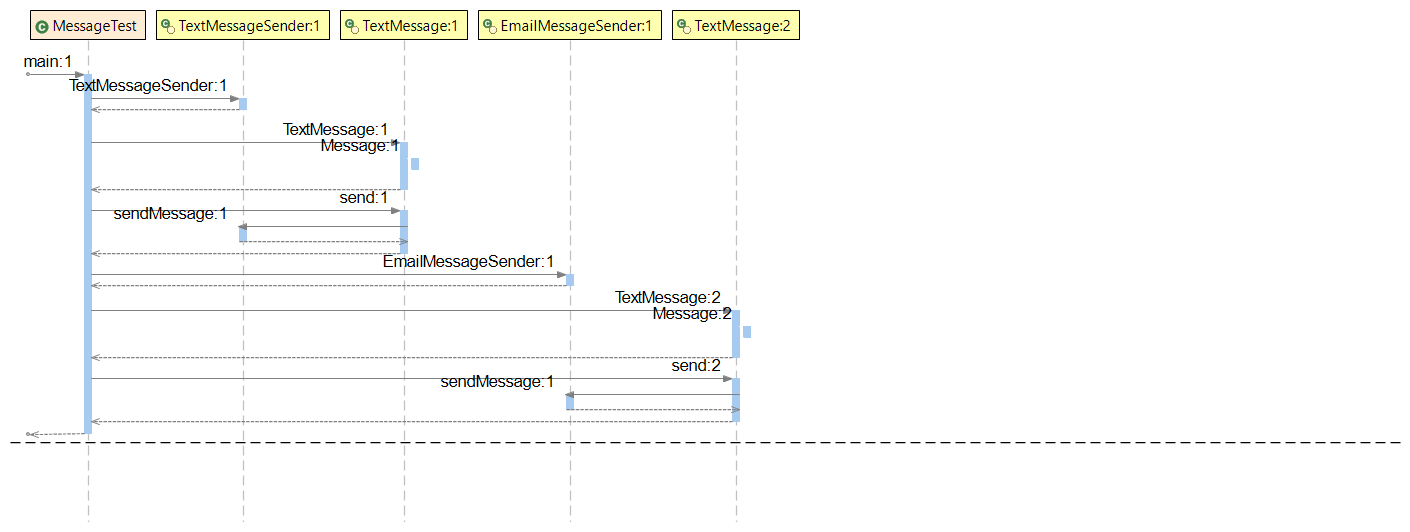 MessageTest TextMessageSender:1 TextMessage:1 EmailMessageSender:1 TextMessage:2
main:1
TextMessageSender:1
TextMessage:1
Message:1
send:1
sendMessage:1
EmailMessageSender:1
TextMessage:2
Message:2
send:2
sendMessage:1